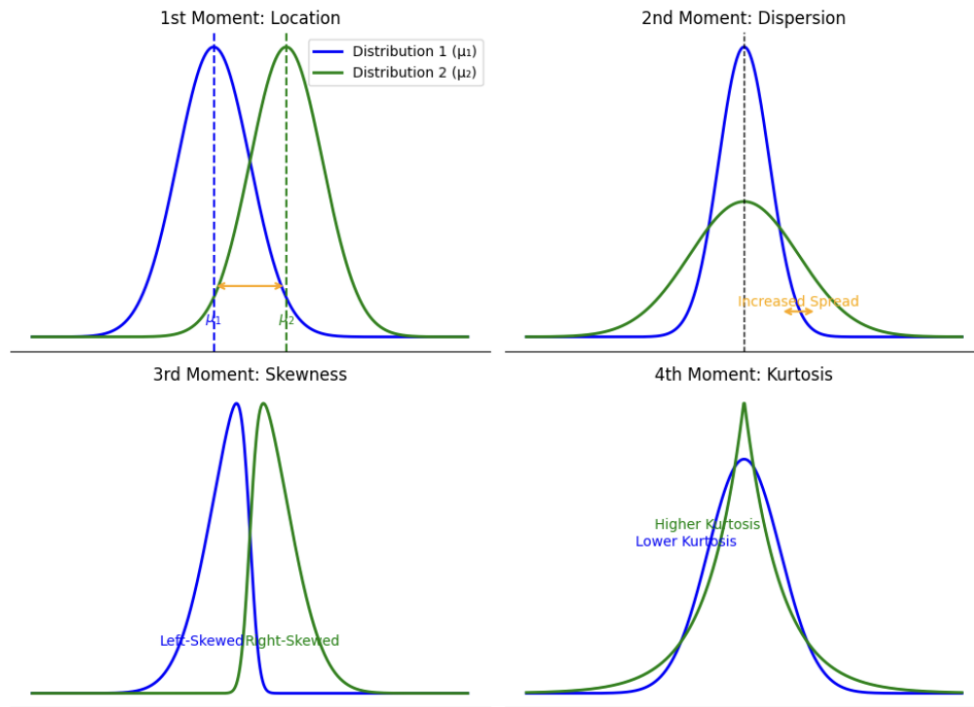 1st Moment: Location
Distribution 1 (μ₁)
Distribution 2 (μ₂)
μ₁
μ₂
2nd Moment: Dispersion
Increased Spread
3rd Moment: Skewness
Left-Skewed
Right-Skewed
4th Moment: Kurtosis
Higher Kurtosis
Lower Kurtosis